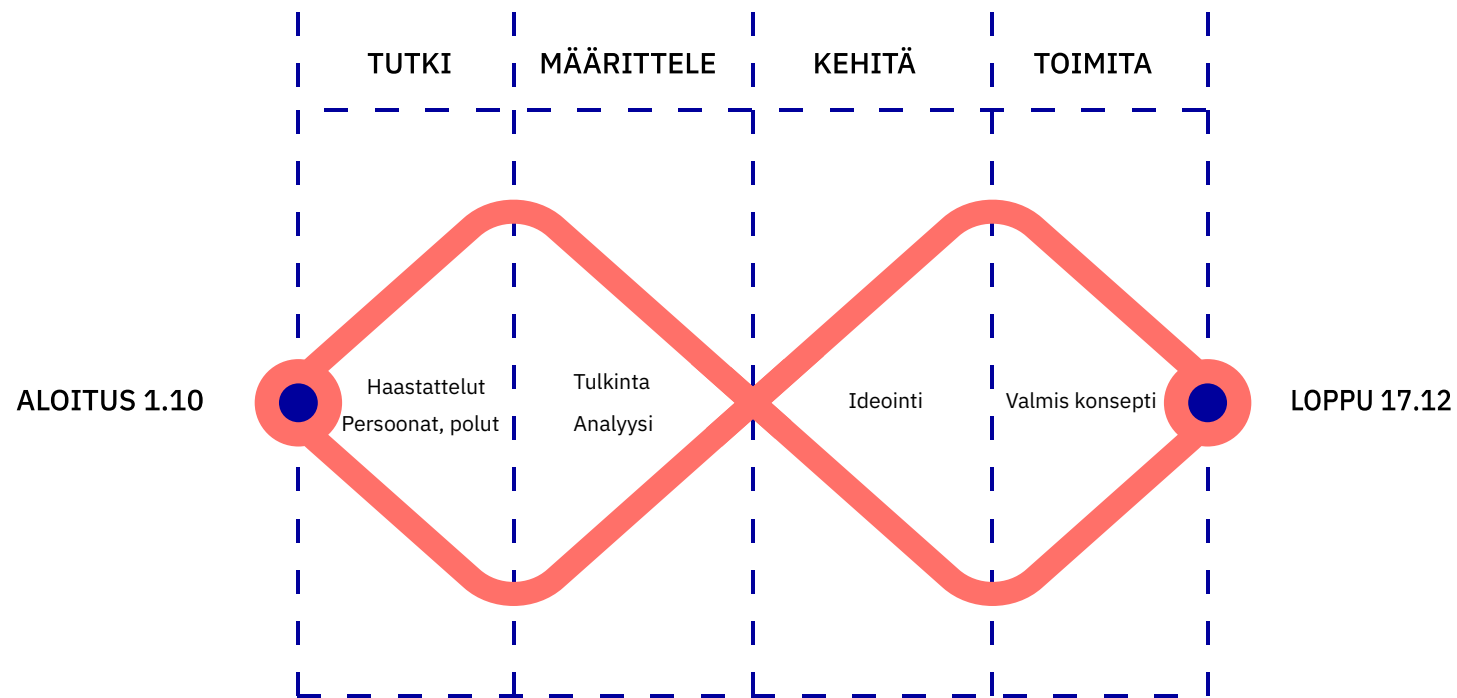 TUTKI
MÄÄRITTELE
KEHITÄ
TOIMITA
ALOITUS 1.10
Haastattelut
Persoonat, polut
Tulkinta
Analyysi
Ideointi
Valmis konsepti
LOPPU 17.12